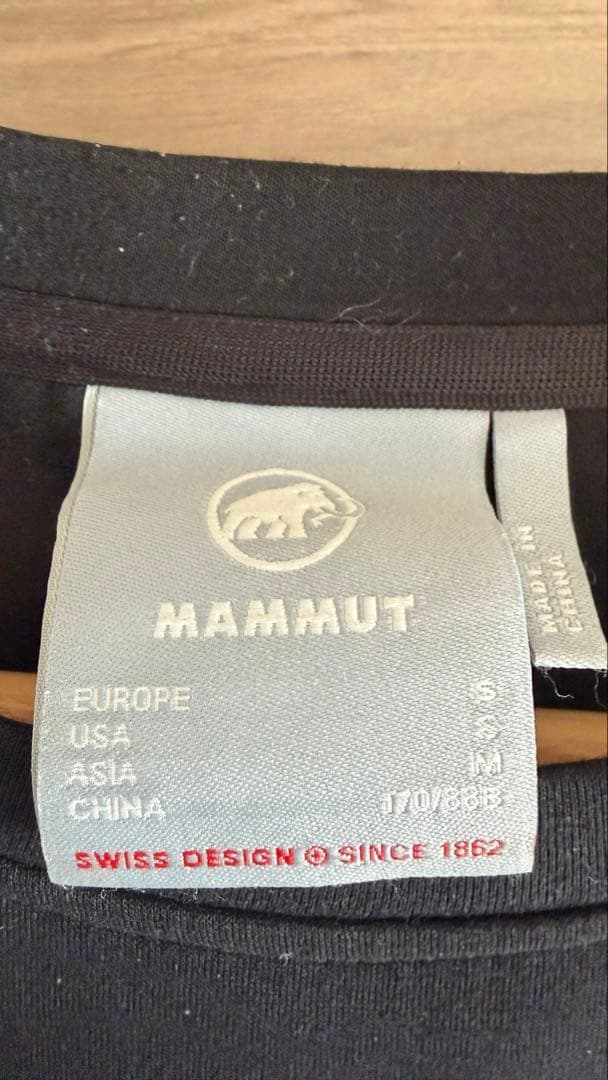 MAMMUT
EUROPE S
USA S
ASIA M
CHINA 170/88B
SWISS DESIGN SINCE 1862
MADE IN
CHINA